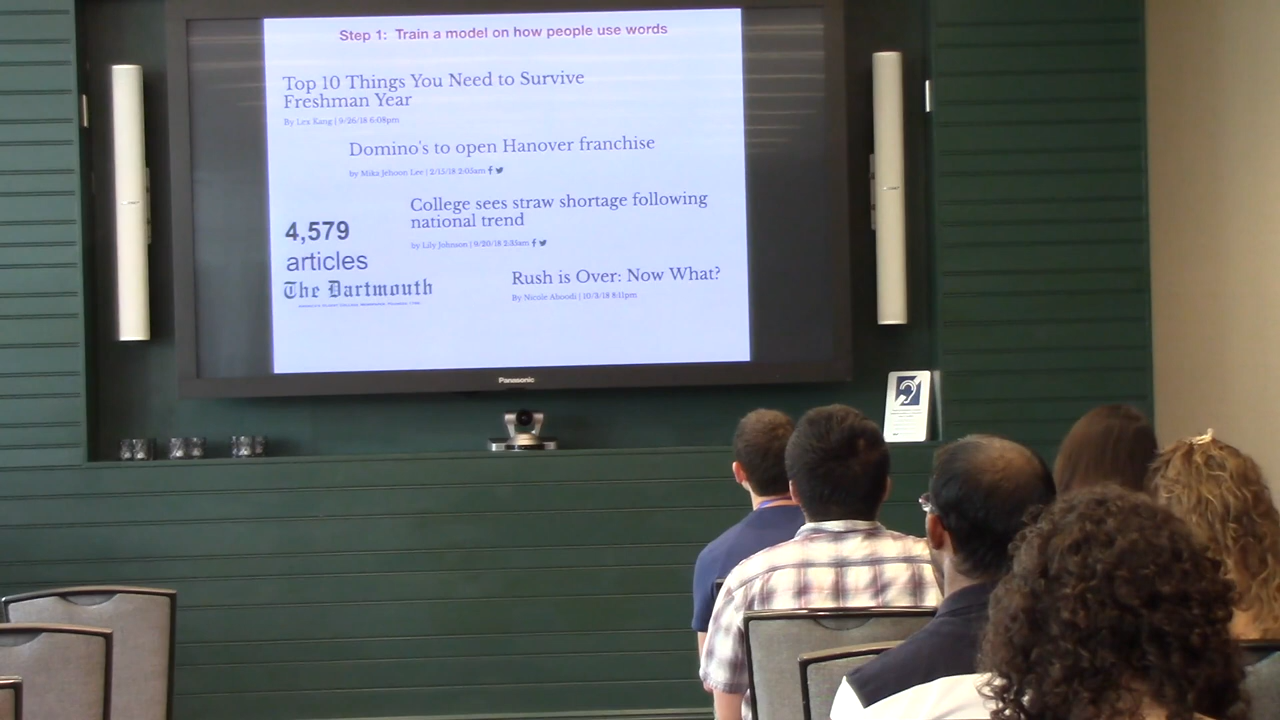 Step 1: Train a model on how people use words
Top 10 Things You Need to Survive
Freshman Year
By Lex Kang | 9/26/18 6:08pm
Domino's to open Hanover franchise
by Mika Jehoon Lee | 2/15/18 2:05am
College sees straw shortage following
national trend
by Lily Johnson | 9/20/18 2:35am
4,579
articles
The Dartmouth
Rush is Over: Now What?
By Nicole Aboodi | 10/3/18 8:11pm
Panasonic